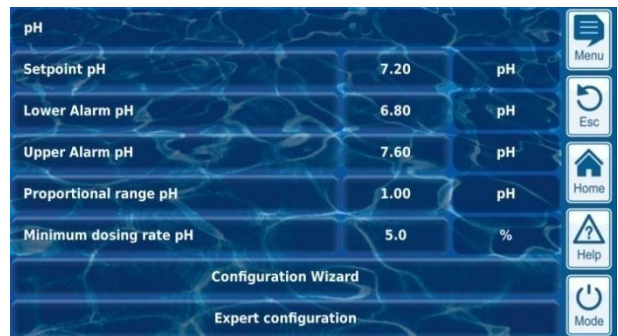 pH
Menu
Setpoint pH 7.20 pH
Lower Alarm pH 6.80 pH
Esc
Upper Alarm pH 7.60 pH
Proportional range pH 1.00 pH
Home
Minimum dosing rate pH 5.0 %
Help
Configuration Wizard
Expert configuration
Mode